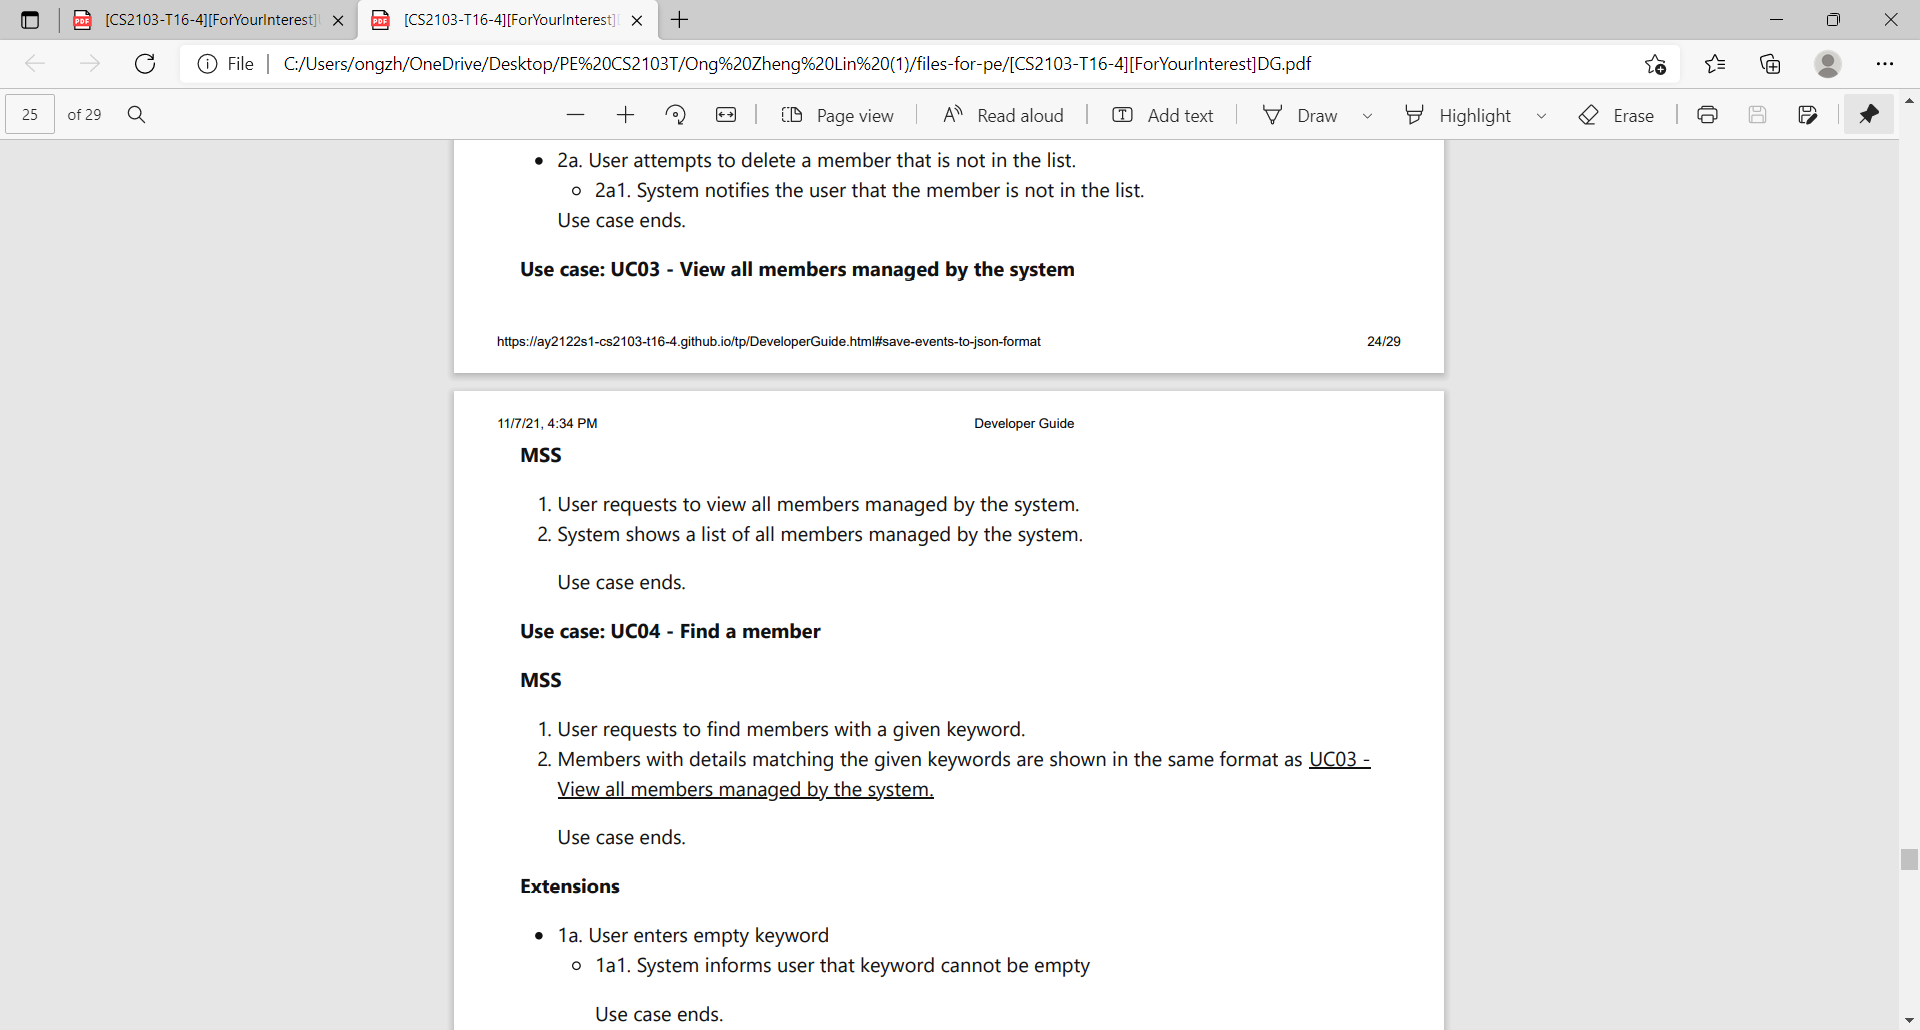 [CS2103-T16-4][ForYourInterest]
[CS2103-T16-4][ForYourInterest]
File
C:/Users/ongzh/OneDrive/Desktop/PE%20CS2103T/Ong%20Zheng%20Lin%20(1)/files-for-pe/[CS2103-T16-4][ForYourInterest]DG.pdf
25 of 29
Page view
Read aloud
Add text
Draw
Highlight
Erase
• 2a. User attempts to delete a member that is not in the list.
○ 2a1. System notifies the user that the member is not in the list.
Use case ends.
Use case: UC03 - View all members managed by the system
https://ay2122s1-cs2103-t16-4.github.io/tp/DeveloperGuide.html#save-events-to-json-format 24/29
11/7/21, 4:34 PM Developer Guide
MSS
1. User requests to view all members managed by the system.
2. System shows a list of all members managed by the system.
Use case ends.
Use case: UC04 - Find a member
MSS
1. User requests to find members with a given keyword.
2. Members with details matching the given keywords are shown in the same format as UC03 -
View all members managed by the system.
Use case ends.
Extensions
• 1a. User enters empty keyword
○ 1a1. System informs user that keyword cannot be empty
Use case ends.